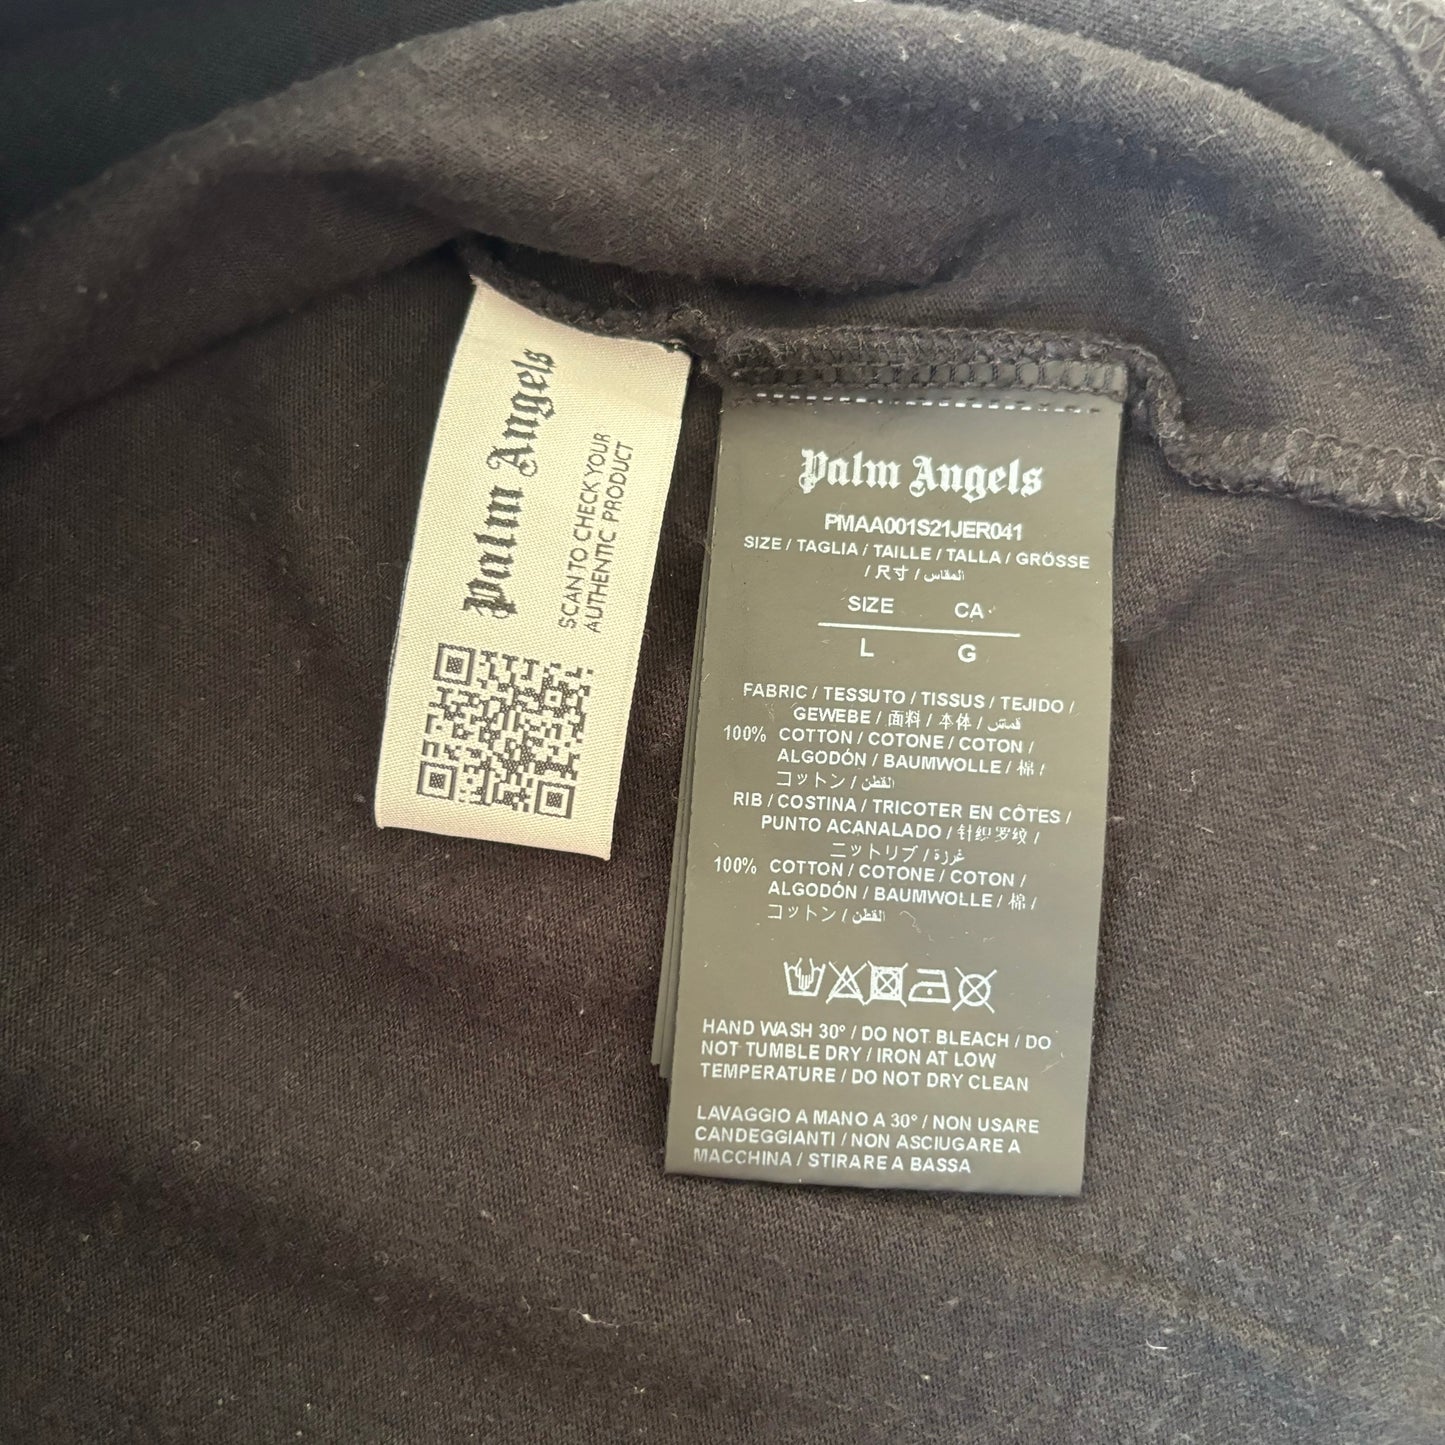 Palm Angels
SCAN TO CHECK YOUR
AUTHENTIC PRODUCT
Palm Angels
PMAA001S21JER041
SIZE / TAGLIA / TAILLE / TALLA / GRÖSSE
/ 尺寸 / المقاس
SIZE CA
L G
FABRIC / TESSUTO / TISSUS / TEJIDO /
GEWEBE / 面料 / 本体 / قماش
100% COTTON / COTONE / COTON /
ALGODÓN / BAUMWOLLE / 棉 /
コットン / القطن
RIB / COSTINA / TRICOTER EN CÔTES /
PUNTO ACANALADO / 针织罗纹 /
ニットリブ / غرزة
100% COTTON / COTONE / COTON /
ALGODÓN / BAUMWOLLE / 棉 /
コットン / القطن
HAND WASH 30° / DO NOT BLEACH / DO
NOT TUMBLE DRY / IRON AT LOW
TEMPERATURE / DO NOT DRY CLEAN
LAVAGGIO A MANO A 30° / NON USARE
CANDEGGIANTI / NON ASCIUGARE A
MACCHINA / STIRARE A BASSA